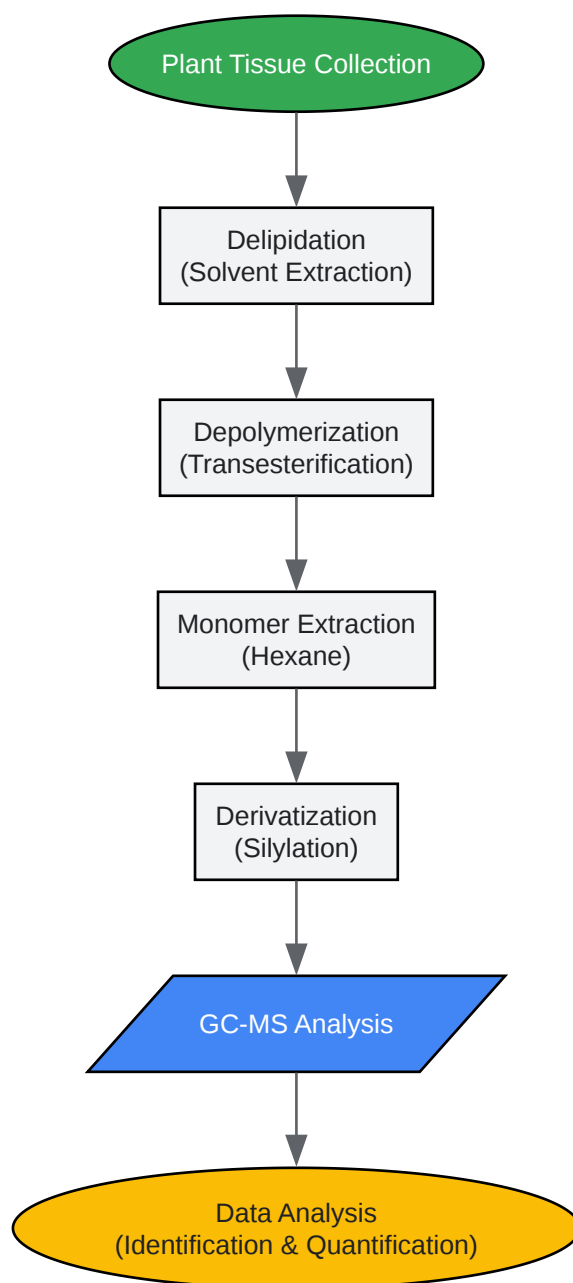 Plant Tissue Collection
Delipidation
(Solvent Extraction)
Depolymerization
(Transesterification)
Monomer Extraction
(Hexane)
Derivatization
(Silylation)
GC-MS Analysis
Data Analysis
(Identification & Quantification)